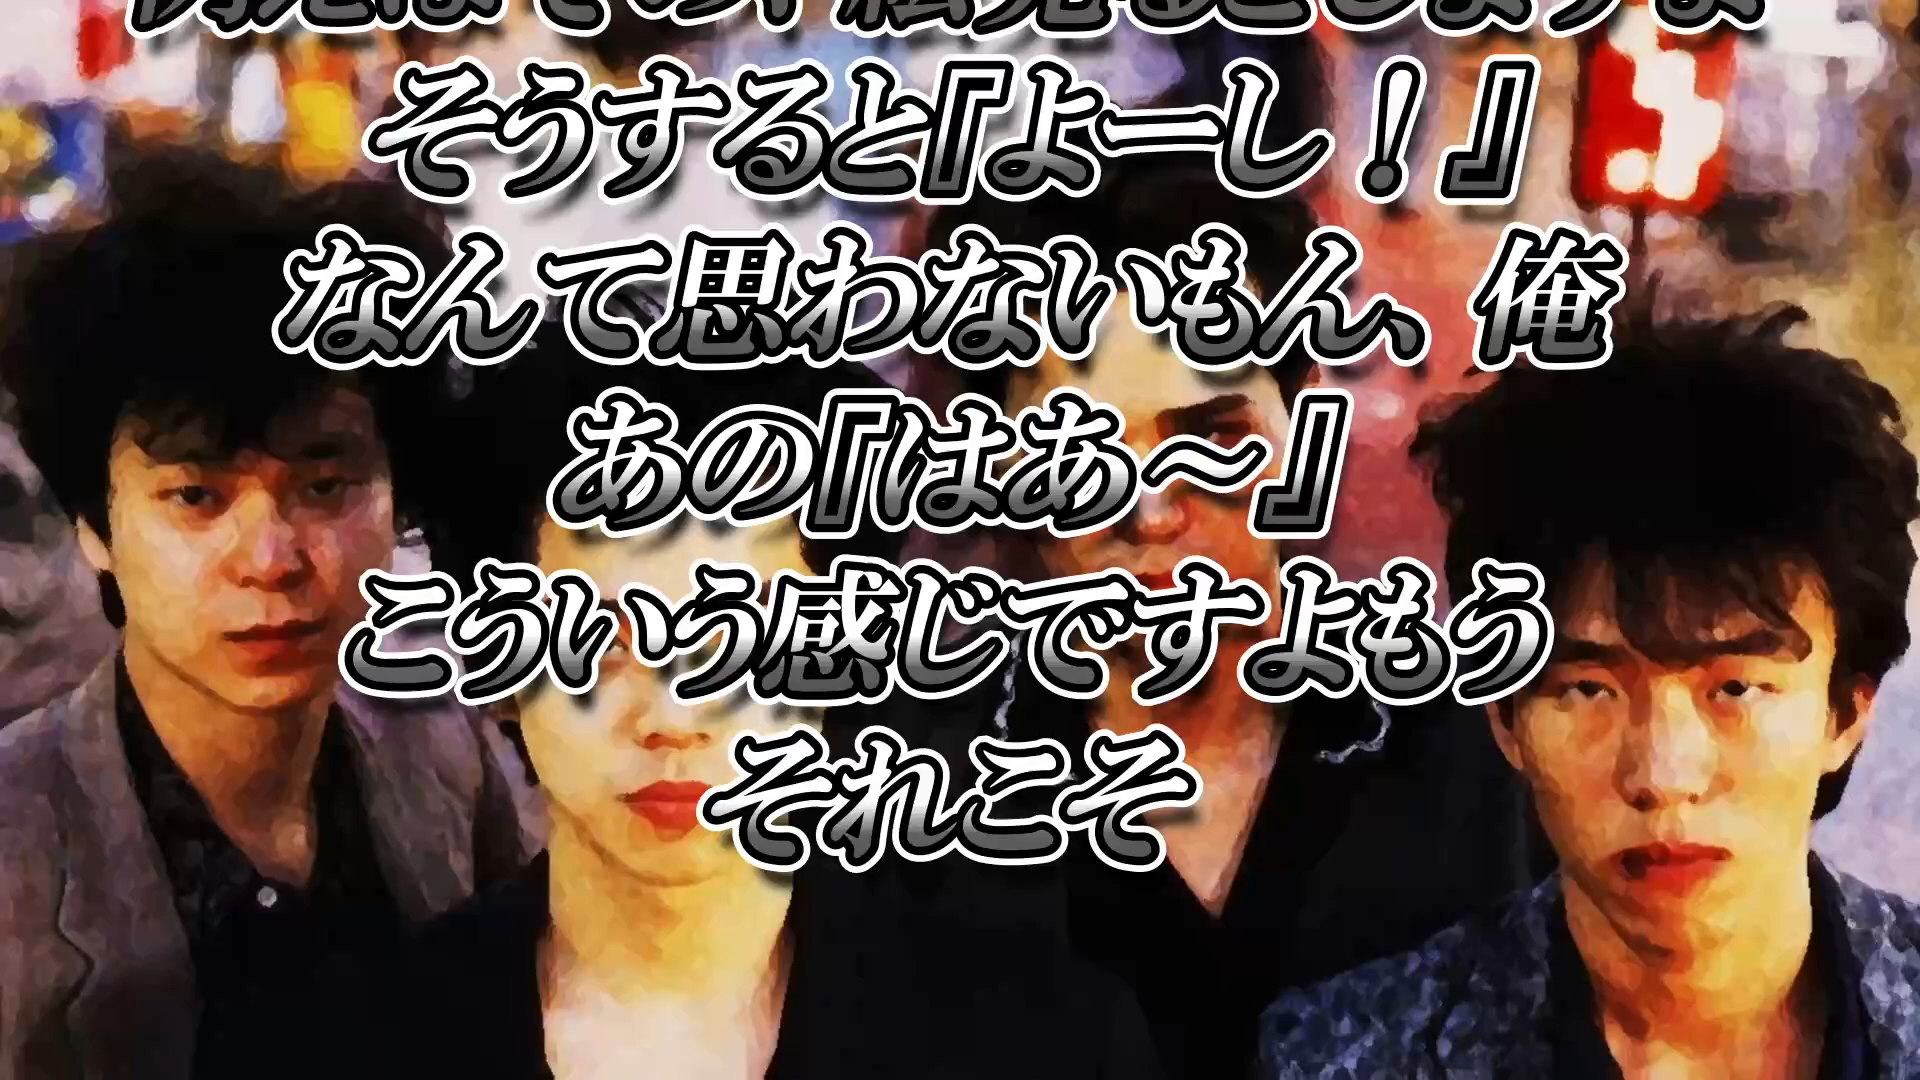 そうすると『よーし！』
なんて思わないもん、俺
あの『はあ～』
こういう感じですよもう
それこそ